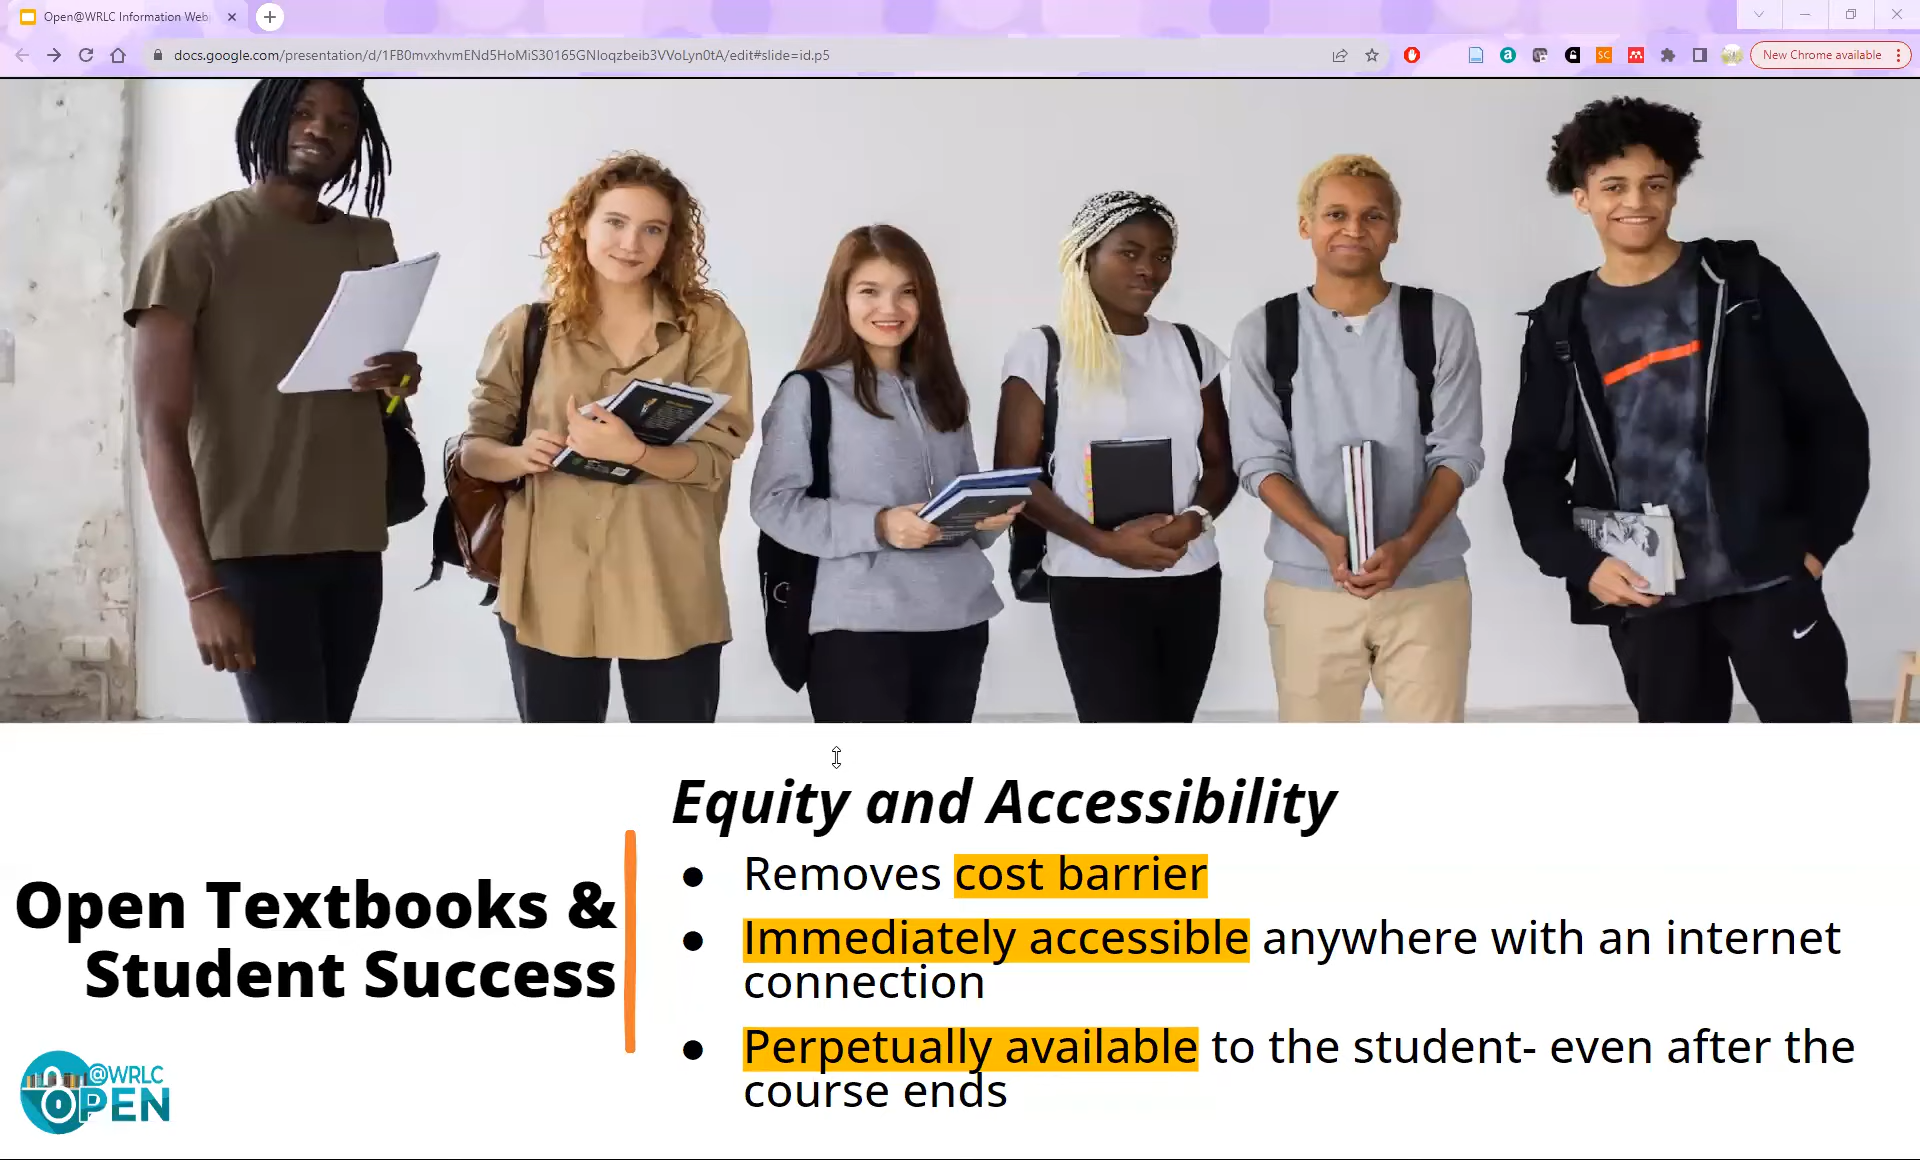 Open@WRLC Information Web
docs.google.com/presentation/d/1FB0mvxhvmENd5HoMiS30165GNIoqzbeib3VVoLyn0tA/edit#slide=id.p5
SC
New Chrome available
Equity and Accessibility
● Removes cost barrier
● Immediately accessible anywhere with an internet
connection
● Perpetually available to the student- even after the
course ends
Open Textbooks &
Student Success
@WRLC
OPEN